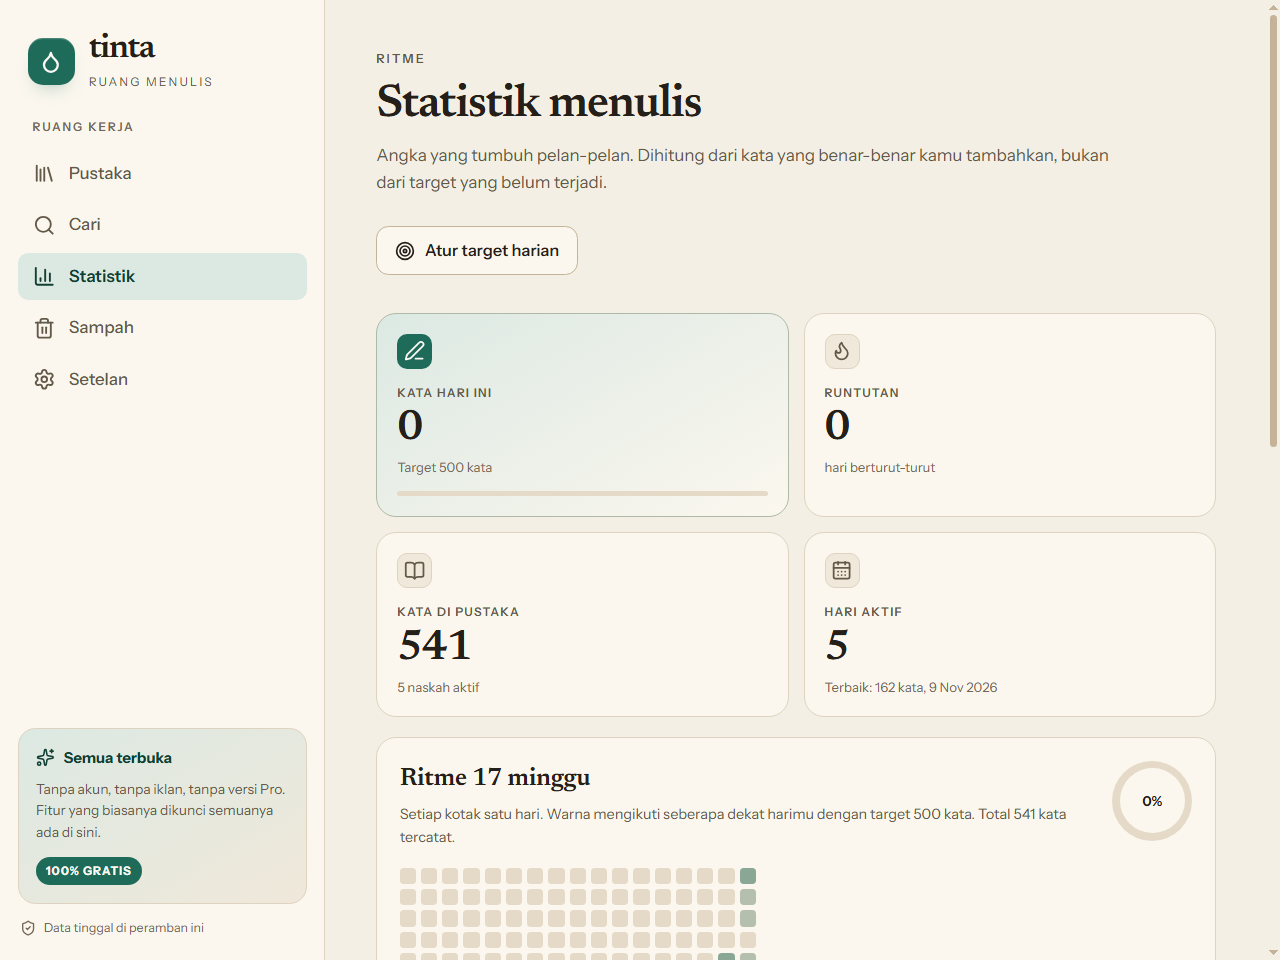 tinta
RUANG MENULIS
RUANG KERJA
Pustaka
Cari
Statistik
Sampah
Setelan
Semua terbuka
Tanpa akun, tanpa iklan, tanpa versi Pro.
Fitur yang biasanya dikunci semuanya
ada di sini.
100% GRATIS
Data tinggal di peramban ini
RITME
Statistik menulis
Angka yang tumbuh pelan-pelan. Dihitung dari kata yang benar-benar kamu tambahkan, bukan
dari target yang belum terjadi.
Atur target harian
KATA HARI INI
0
Target 500 kata
RUNTUTAN
0
hari berturut-turut
KATA DI PUSTAKA
541
5 naskah aktif
HARI AKTIF
5
Terbaik: 162 kata, 9 Nov 2026
Ritme 17 minggu
Setiap kotak satu hari. Warna mengikuti seberapa dekat harimu dengan target 500 kata. Total 541 kata
tercatat.
0%